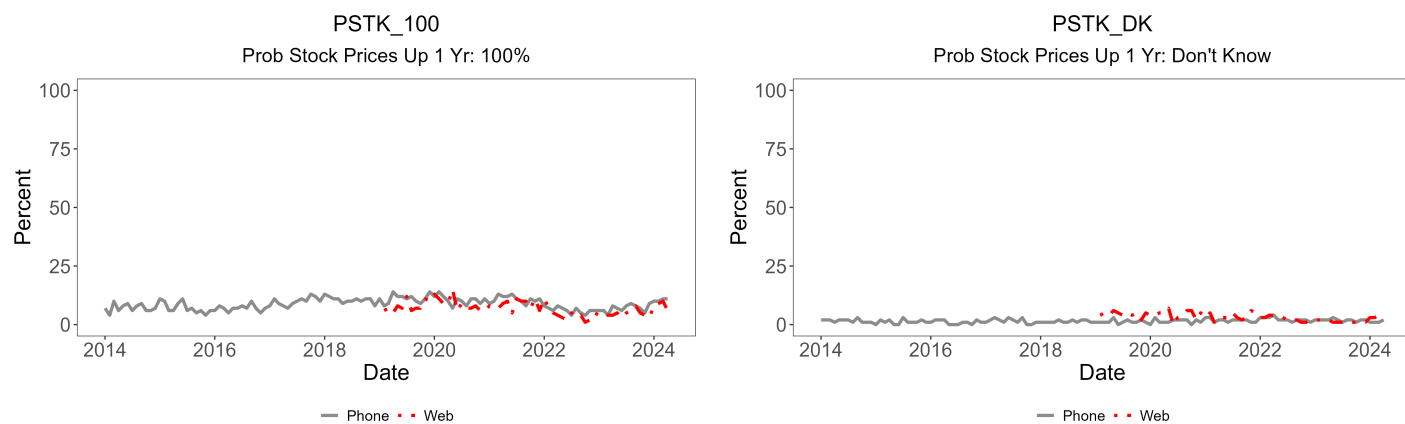 PSTK_100
Prob Stock Prices Up 1 Yr: 100%
100
75
50
25
0
Percent
2014 2016 2018 2020 2022 2024
Date
Phone Web
PSTK_DK
Prob Stock Prices Up 1 Yr: Don't Know
100
75
50
25
0
Percent
2014 2016 2018 2020 2022 2024
Date
Phone Web